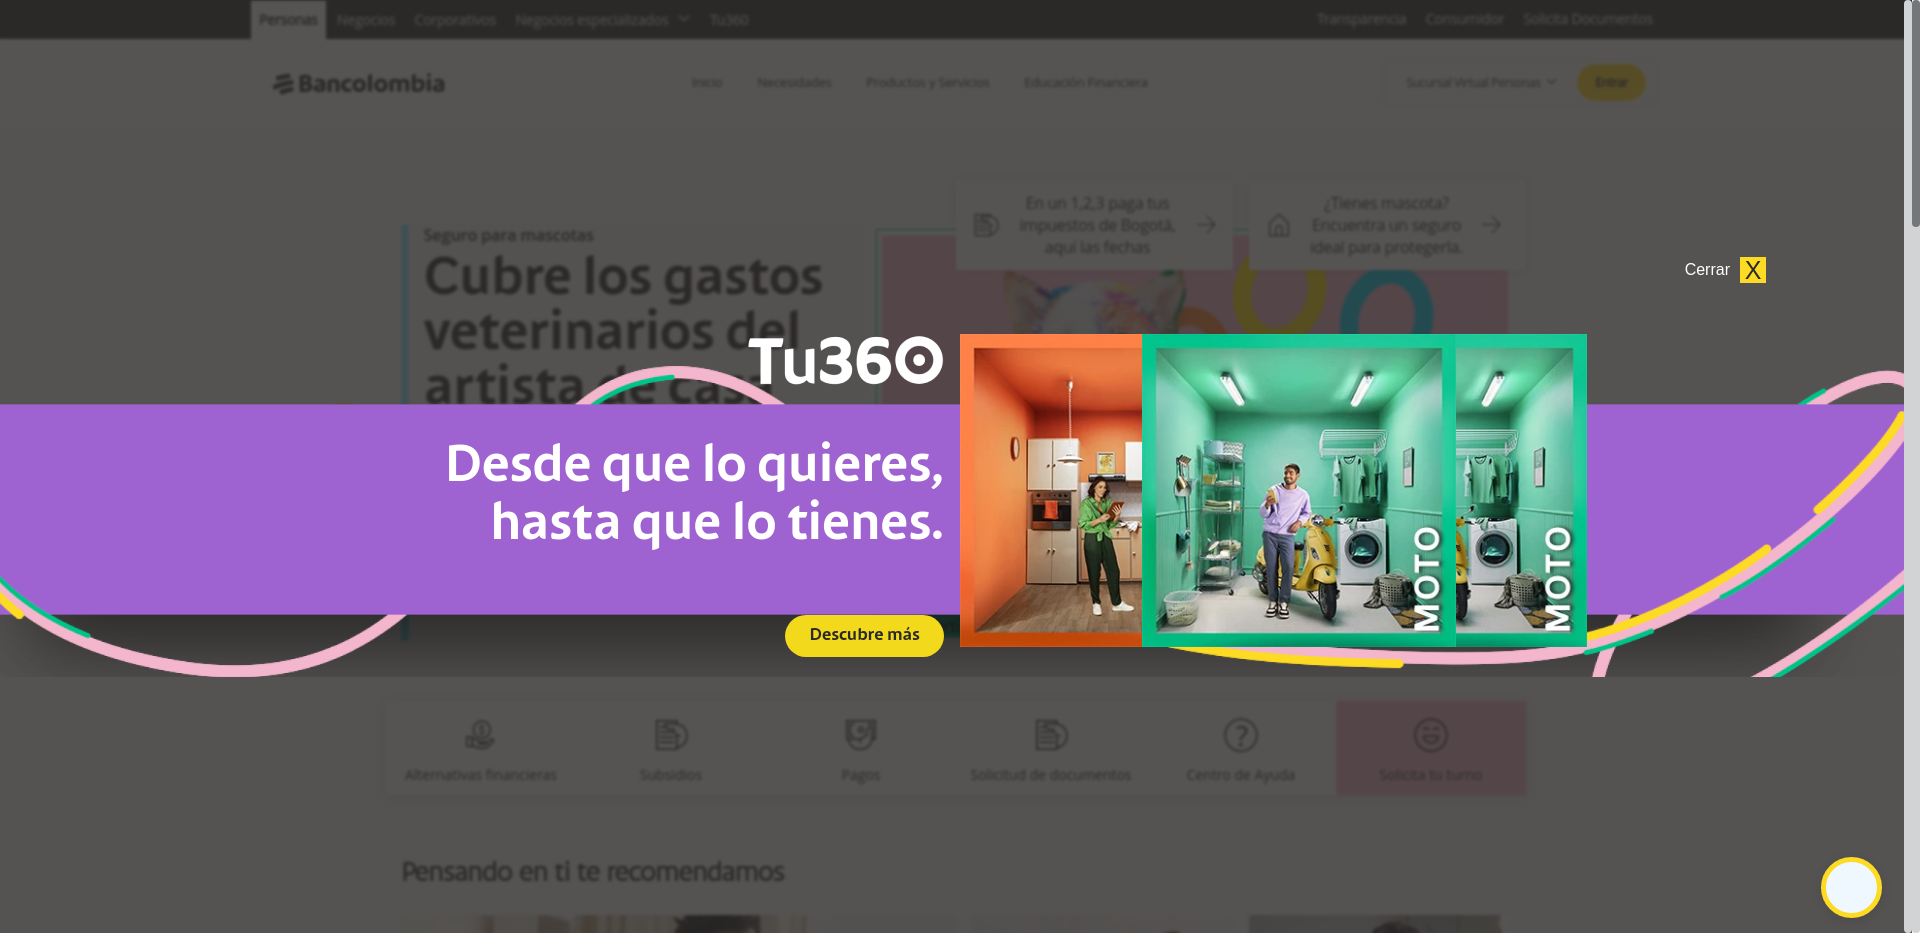 Personas
Negocios
Corporativos
Negocios especializados
Tu360
Transparencia
Consumidor
Solicita Documentos
Bancolombia
Inicio
Necesidades
Productos y Servicios
Educación Financiera
Sucursal Virtual Personas
Entrar
En un 1,2,3 paga tus
impuestos de Bogotá,
aquí las fechas
¿Tienes mascota?
Encuentra un seguro
ideal para protegerla.
Seguro para mascotas
Cubre los gastos
veterinarios del
artista de casa
Cerrar X
Tu360
Desde que lo quieres,
hasta que lo tienes.
Descubre más
MOTO
MOTO
Alternativas financieras
Subsidios
Pagos
Solicitud de documentos
Centro de Ayuda
Solicita tu turno
Pensando en ti te recomendamos